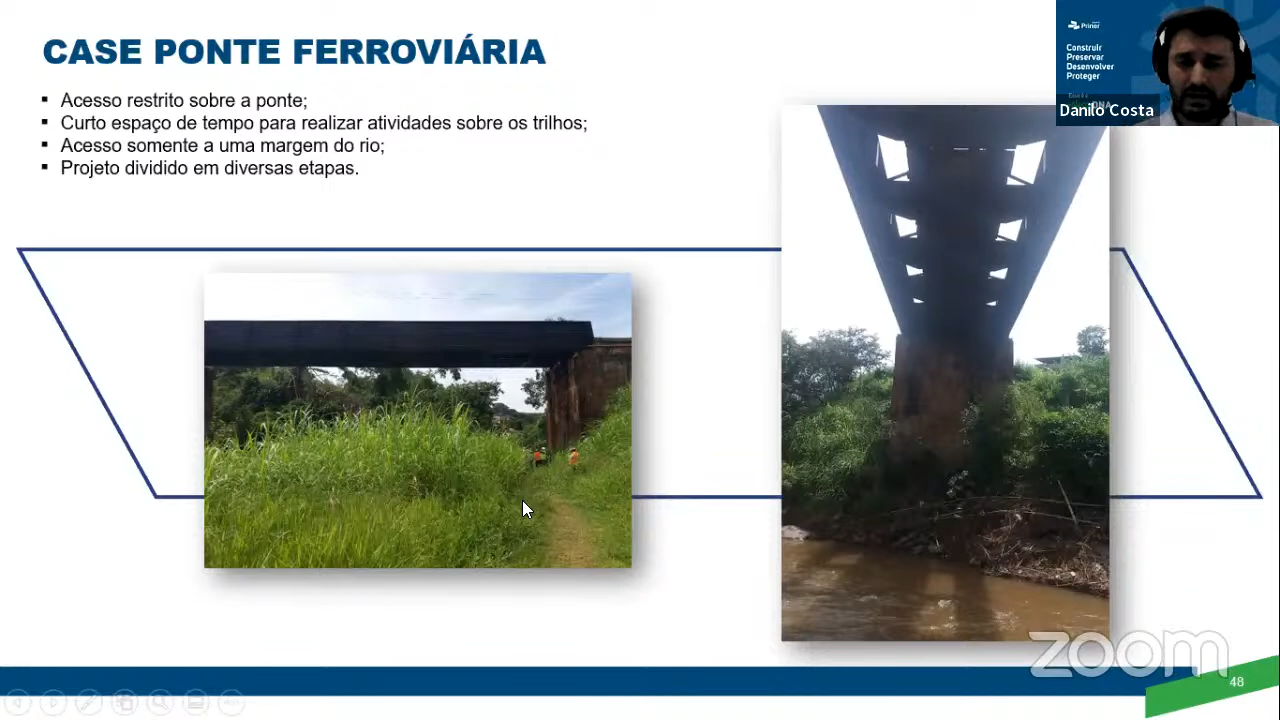 CASE PONTE FERROVIÁRIA
▪ Acesso restrito sobre a ponte;
▪ Curto espaço de tempo para realizar atividades sobre os trilhos;
▪ Acesso somente a uma margem do rio;
▪ Projeto dividido em diversas etapas.
Priner
Construir
Preservar
Desenvolver
Proteger
Danilo Costa
zoom
48